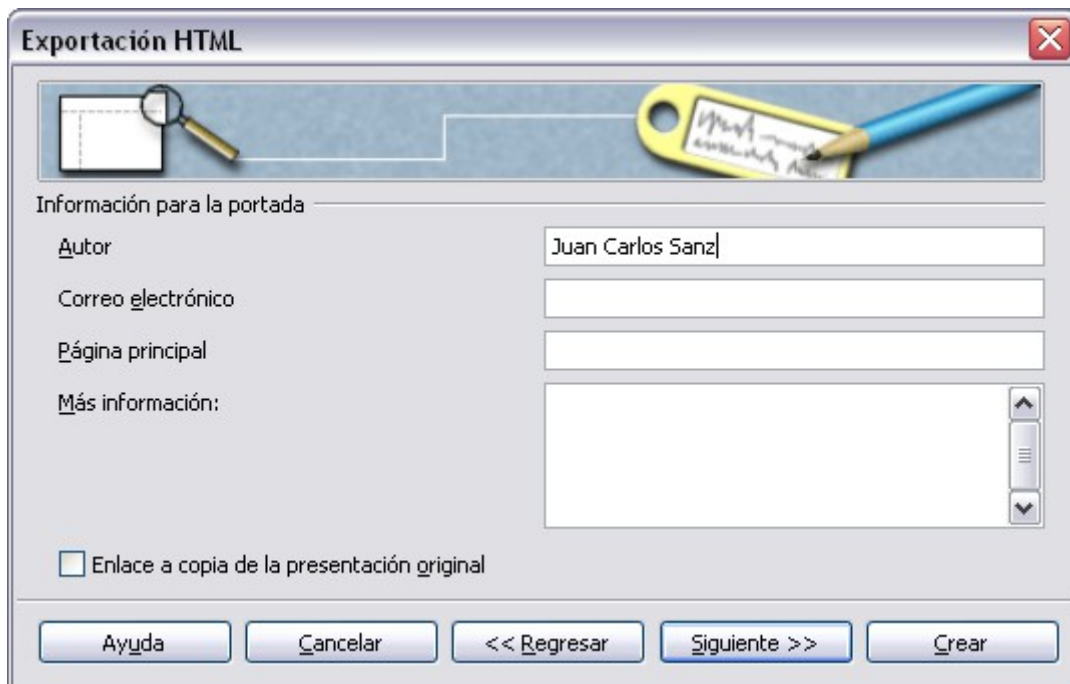 Exportación HTML
Información para la portada
Autor
Juan Carlos Sanz
Correo electrónico
Página principal
Más información:
Enlace a copia de la presentación original
Ayuda
Cancelar
<< Regresar
Siguiente >>
Crear